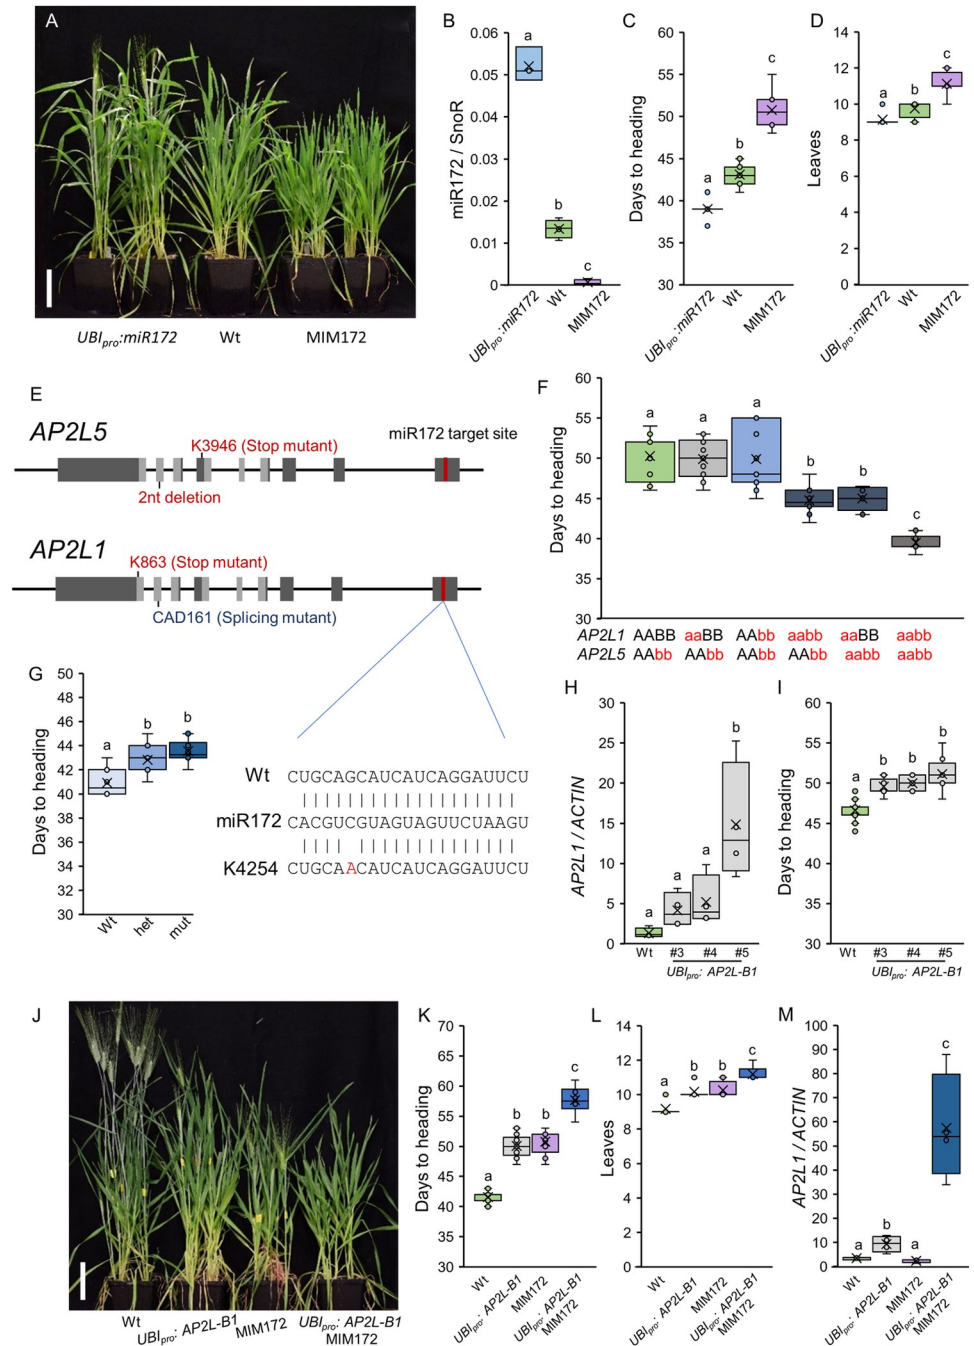 A
UBIpro:miR172
Wt
MIM172
B
miR172 / SnoR
0.06
0.05
0.04
0.03
0.02
0.01
0
a
b
c
UBIpro:miR172
Wt
MIM172
C
Days to heading
60
55
50
45
43
35
30
a
b
c
UBIpro:miR172
Wt
MIM172
D
Leaves
14
12
10
8
6
4
2
0
a
b
c
UBIpro:miR172
Wt
MIM172
E
AP2L5
K3946 (Stop mutant)
miR172 target site
2nt deletion
AP2L1
K863 (Stop mutant)
CAD161 (Splicing mutant)
Wt
CUGCAGCAUCAUCAGGAUUCU
miR172
CACGUCGUAGUAGUUCUAAGU
K4254
CUGCAACAUCAUCAGGAUUCU
F
Days to heading
60
55
50
45
40
35
30
a
a
a
b
b
c
AP2L1 AABB aaBB AAbb aabb aaBB aabb
AP2L5 AAbb AAbb AAbb AAbb aabb aabb
G
Days to heading
50
48
46
44
42
40
38
36
34
32
30
a
b
b
Wt
het
mut
H
AP2L1 / ACTIN
30
25
20
15
10
5
0
a
a
a
b
Wt
#3
#4
#5
UBIpro: AP2L-B1
I
Days to heading
60
55
50
45
40
35
30
a
b
b
b
Wt
#3
#4
#5
UBIpro: AP2L-B1
J
Wt
UBIpro: AP2L-B1
MIM172
UBIpro: AP2L-B1
MIM172
K
Days to heading
70
65
60
55
50
45
40
35
30
a
b
b
c
Wt
UBIpro: AP2L-B1
MIM172
UBIpro: AP2L-B1
MIM172
L
Leaves
14
12
10
8
6
4
2
0
a
b
b
c
Wt
UBIpro: AP2L-B1
MIM172
UBIpro: AP2L-B1
MIM172
M
AP2L1 / ACTIN
100
90
80
70
60
50
40
30
20
10
0
a
b
a
c
Wt
UBIpro: AP2L-B1
MIM172
UBIpro: AP2L-B1
MIM172